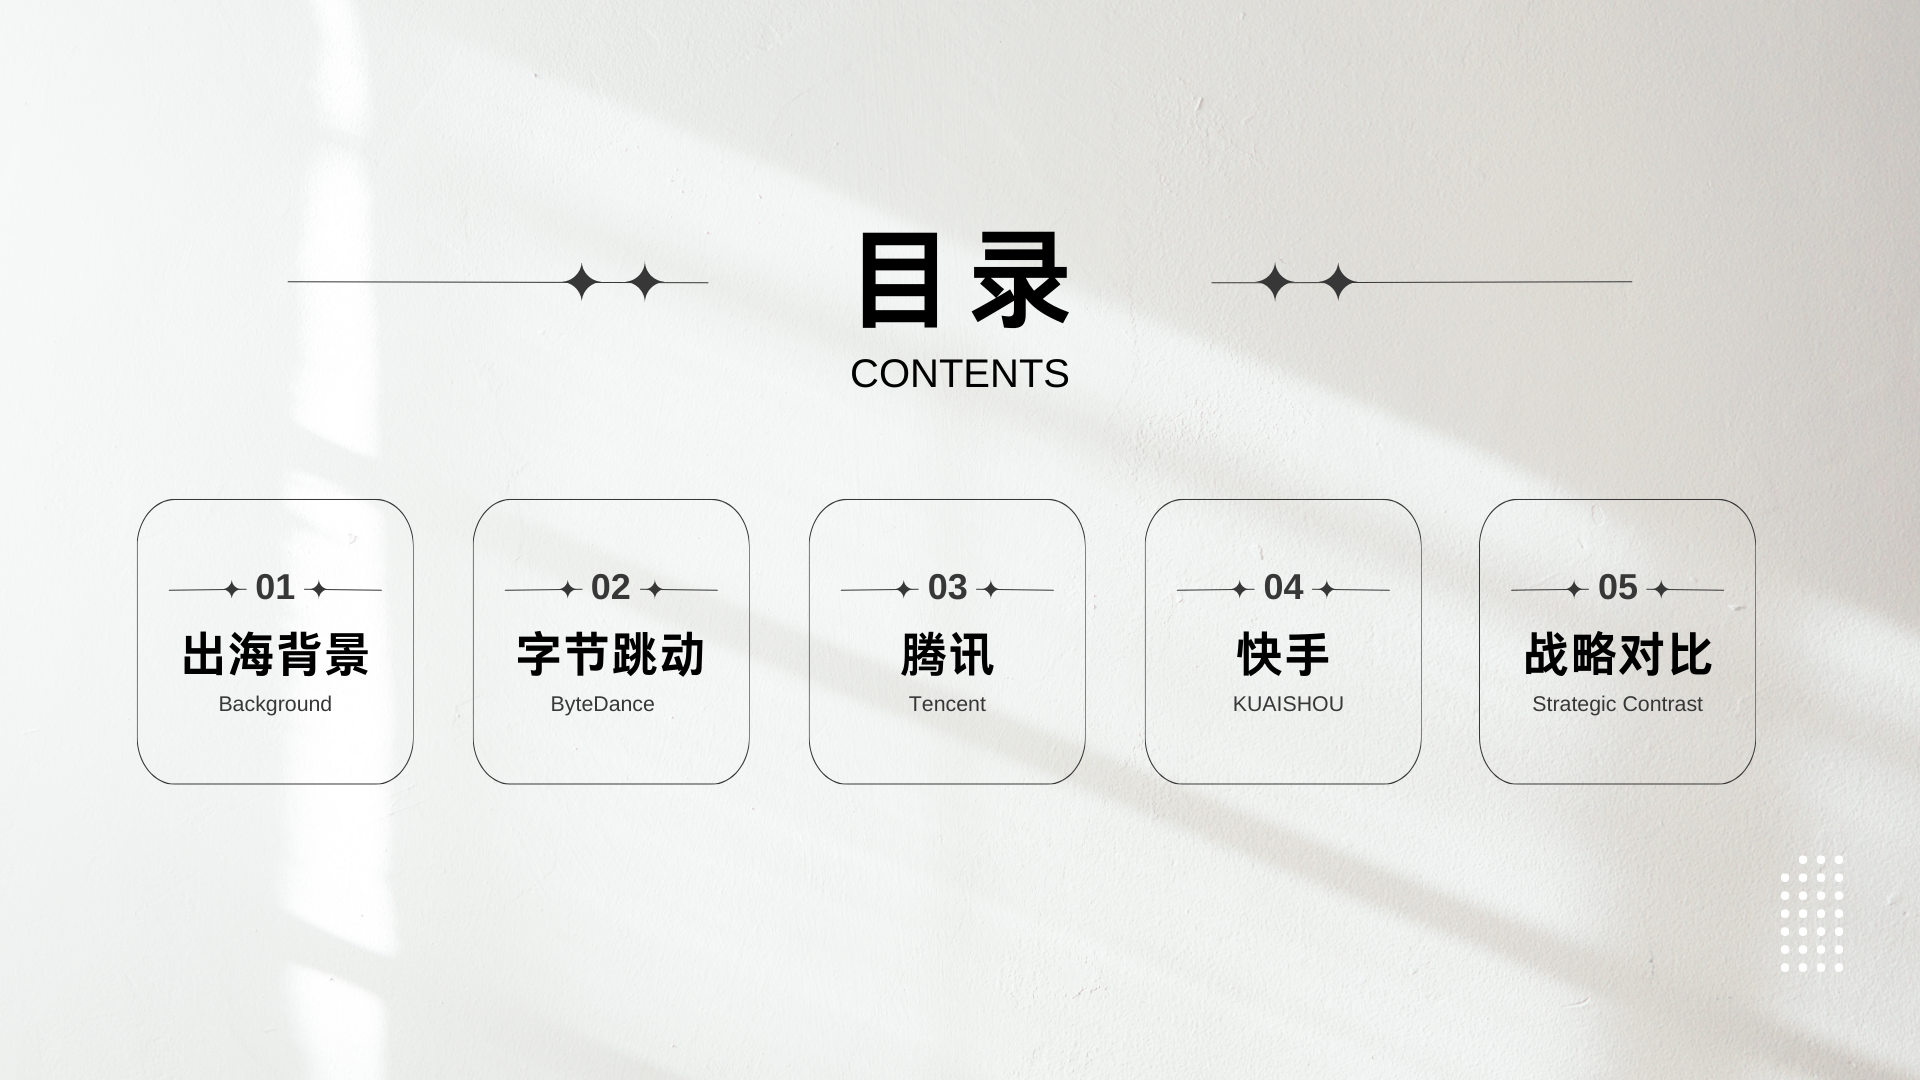 目录
CONTENTS
01
出海背景
Background
02
字节跳动
ByteDance
03
腾讯
Tencent
04
快手
KUAISHOU
05
战略对比
Strategic Contrast